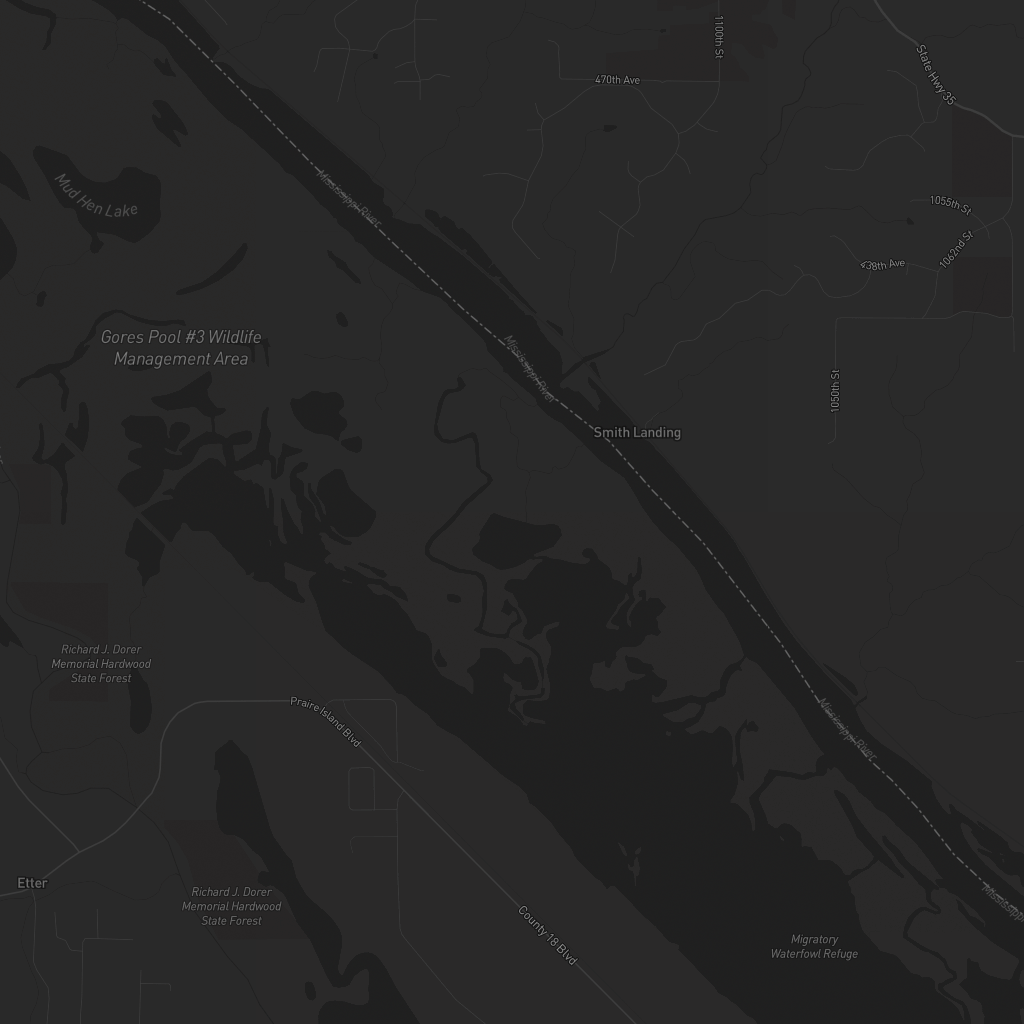 1100th St
State Hwy 35
470th Ave
Mississippi River
Mud Hen Lake
1055th St
1062nd St
438th Ave
Gores Pool #3 Wildlife
Management Area
Mississippi River
1050th St
Smith Landing
Richard J. Dorer
Memorial Hardwood
State Forest
Praire Island Blvd
Mississippi River
Etter
Richard J. Dorer
Memorial Hardwood
State Forest
County 18 Blvd
Migratory
Waterfowl Refuge